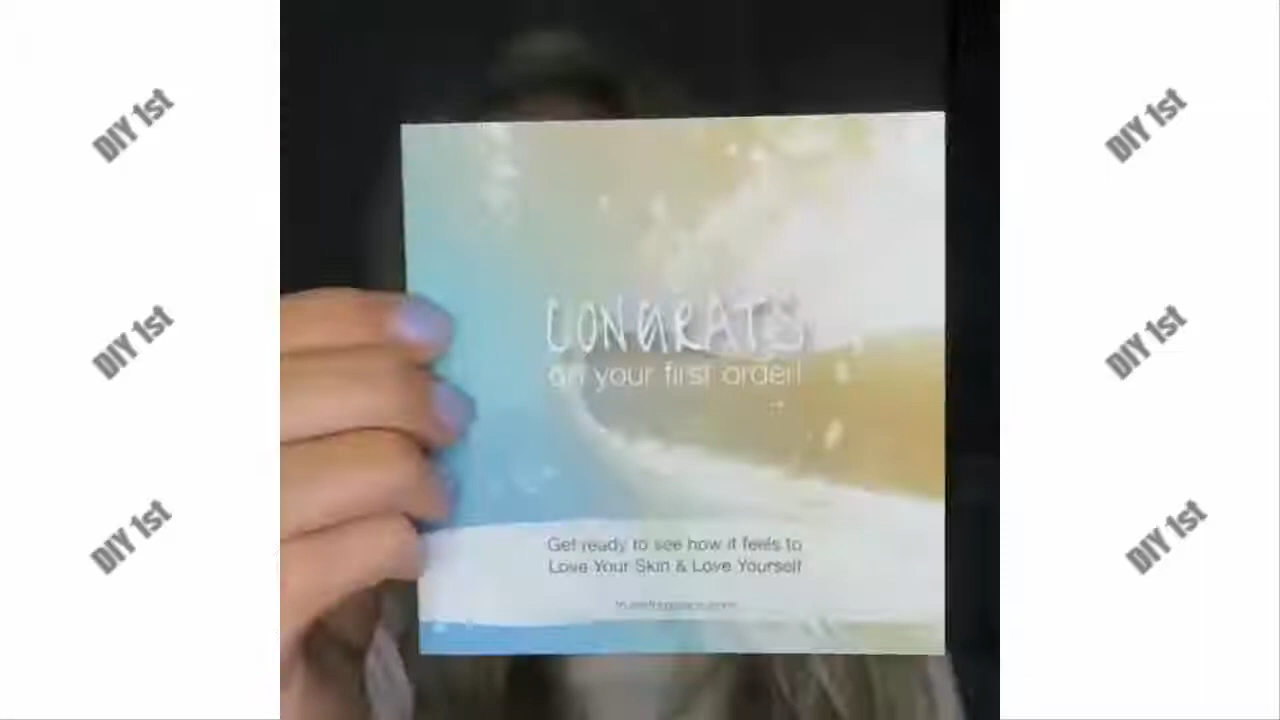 DIY 1st
DIY 1st
DIY 1st
CONGRATS
on your first order!
Get ready to see how it feels to
Love Your Skin & Love Yourself
DIY 1st
DIY 1st
DIY 1st